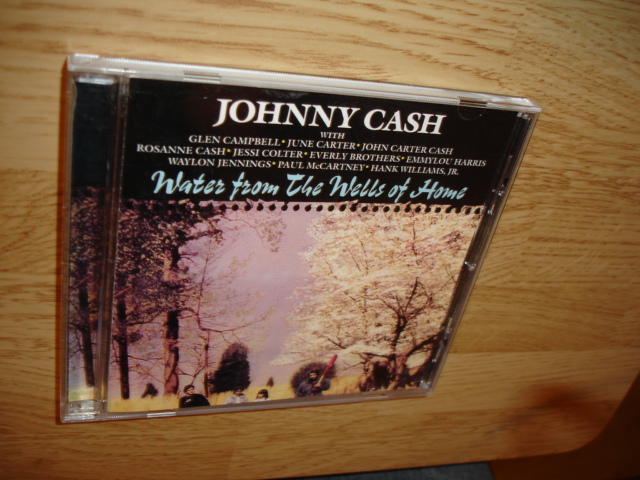 JOHNNY CASH
WITH
GLEN CAMPBELL • JUNE CARTER • JOHN CARTER CASH
ROSANNE CASH • JESSI COLTER • EVERLY BROTHERS • EMMYLOU HARRIS
WAYLON JENNINGS • PAUL McCARTNEY • HANK WILLIAMS, JR.
Water from The Wells of Home